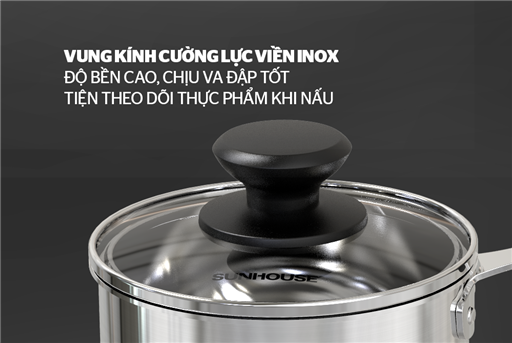 VUNG KÍNH CƯỜNG LỰC VIỀN INOX
ĐỘ BỀN CAO, CHỊU VA ĐẬP TỐT
TIỆN THEO DÕI THỰC PHẨM KHI NẤU
SUNHOUSE